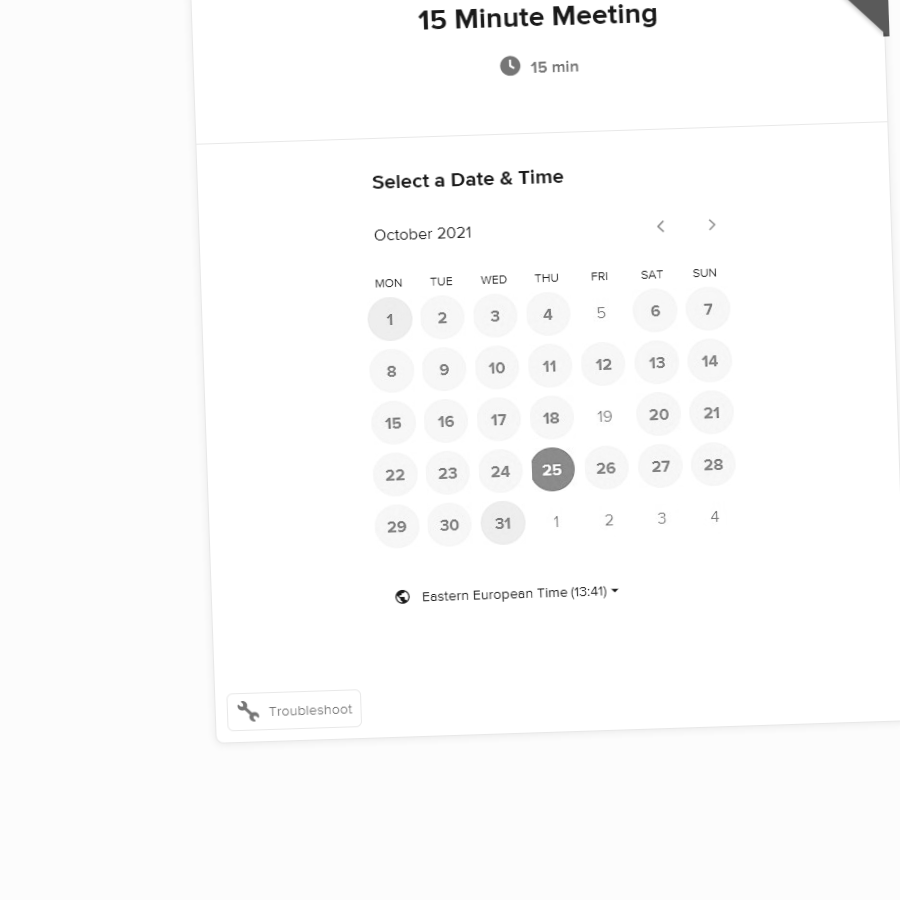 15 Minute Meeting
15 min
Select a Date & Time
October 2021
MON TUE WED THU FRI SAT SUN
1 2 3 4 5 6 7
8 9 10 11 12 13 14
15 16 17 18 19 20 21
22 23 24 25 26 27 28
29 30 31 1 2 3 4
Eastern European Time (13:41)
Troubleshoot